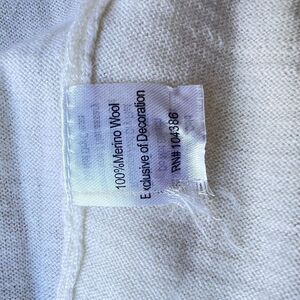 100%Merino Wool
Exclusive of Decoration
RN# 104386